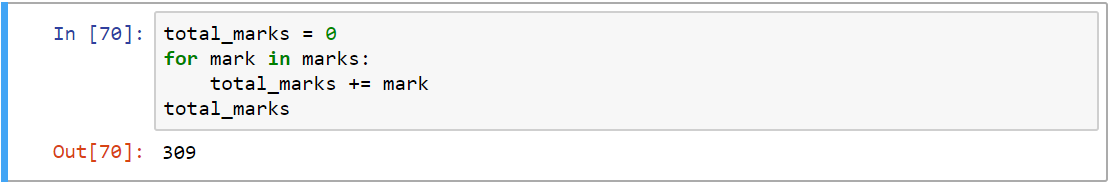 In [70]: total_marks = 0
for mark in marks:
    total_marks += mark
total_marks
Out[70]: 309